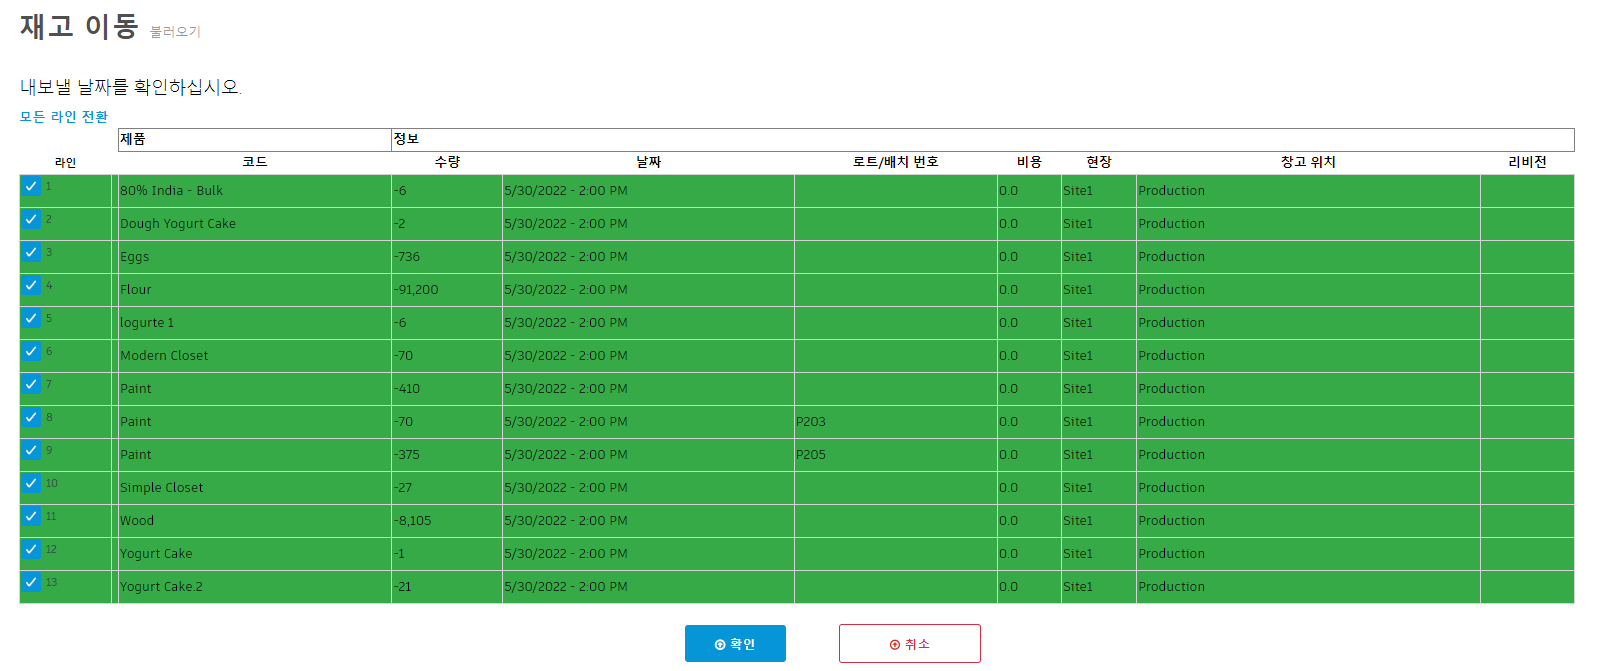 재고 이동 불러오기
내보낼 날짜를 확인하십시오.
모든 라인 전환
제품 정보
라인 코드 수량 날짜 로트/배치 번호 비용 현장 창고 위치 리비전
1 80% India - Bulk -6 5/30/2022 - 2:00 PM 0.0 Site1 Production
2 Dough Yogurt Cake -2 5/30/2022 - 2:00 PM 0.0 Site1 Production
3 Eggs -736 5/30/2022 - 2:00 PM 0.0 Site1 Production
4 Flour -91,200 5/30/2022 - 2:00 PM 0.0 Site1 Production
5 Iogurte 1 -6 5/30/2022 - 2:00 PM 0.0 Site1 Production
6 Modern Closet -70 5/30/2022 - 2:00 PM 0.0 Site1 Production
7 Paint -410 5/30/2022 - 2:00 PM 0.0 Site1 Production
8 Paint -70 5/30/2022 - 2:00 PM P203 0.0 Site1 Production
9 Paint -375 5/30/2022 - 2:00 PM P205 0.0 Site1 Production
10 Simple Closet -27 5/30/2022 - 2:00 PM 0.0 Site1 Production
11 Wood -8,105 5/30/2022 - 2:00 PM 0.0 Site1 Production
12 Yogurt Cake -1 5/30/2022 - 2:00 PM 0.0 Site1 Production
13 Yogurt Cake.2 -21 5/30/2022 - 2:00 PM 0.0 Site1 Production
확인 취소